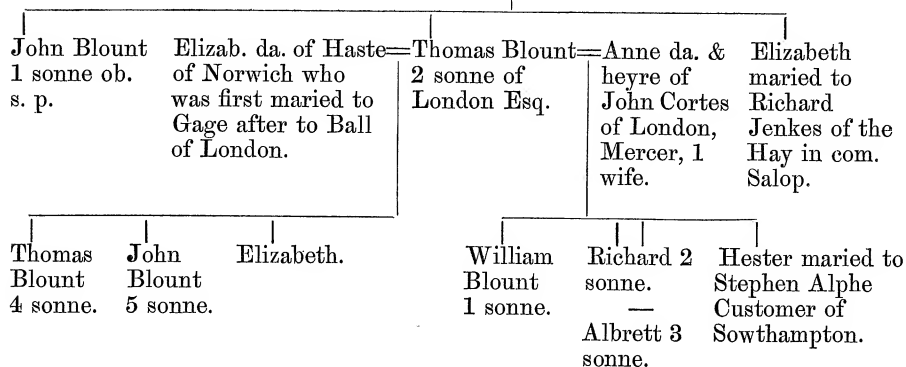 John Blount
1 sonne ob.
s. p.
Elizab. da. of Haste
of Norwich who
was first maried to
Gage after to Ball
of London.
Thomas Blount
2 sonne of
London Esq.
Anne da. &
heyre of
John Cortes
of London,
Mercer, 1
wife.
Elizabeth
maried to
Richard
Jenkes of the
Hay in com.
Salop.
Thomas
Blount
4 sonne.
John
Blount
5 sonne.
Elizabeth.
William
Blount
1 sonne.
Richard 2
sonne.
—
Albrett 3
sonne.
Hester maried to
Stephen Alphe
Customer of
Sowthampton.